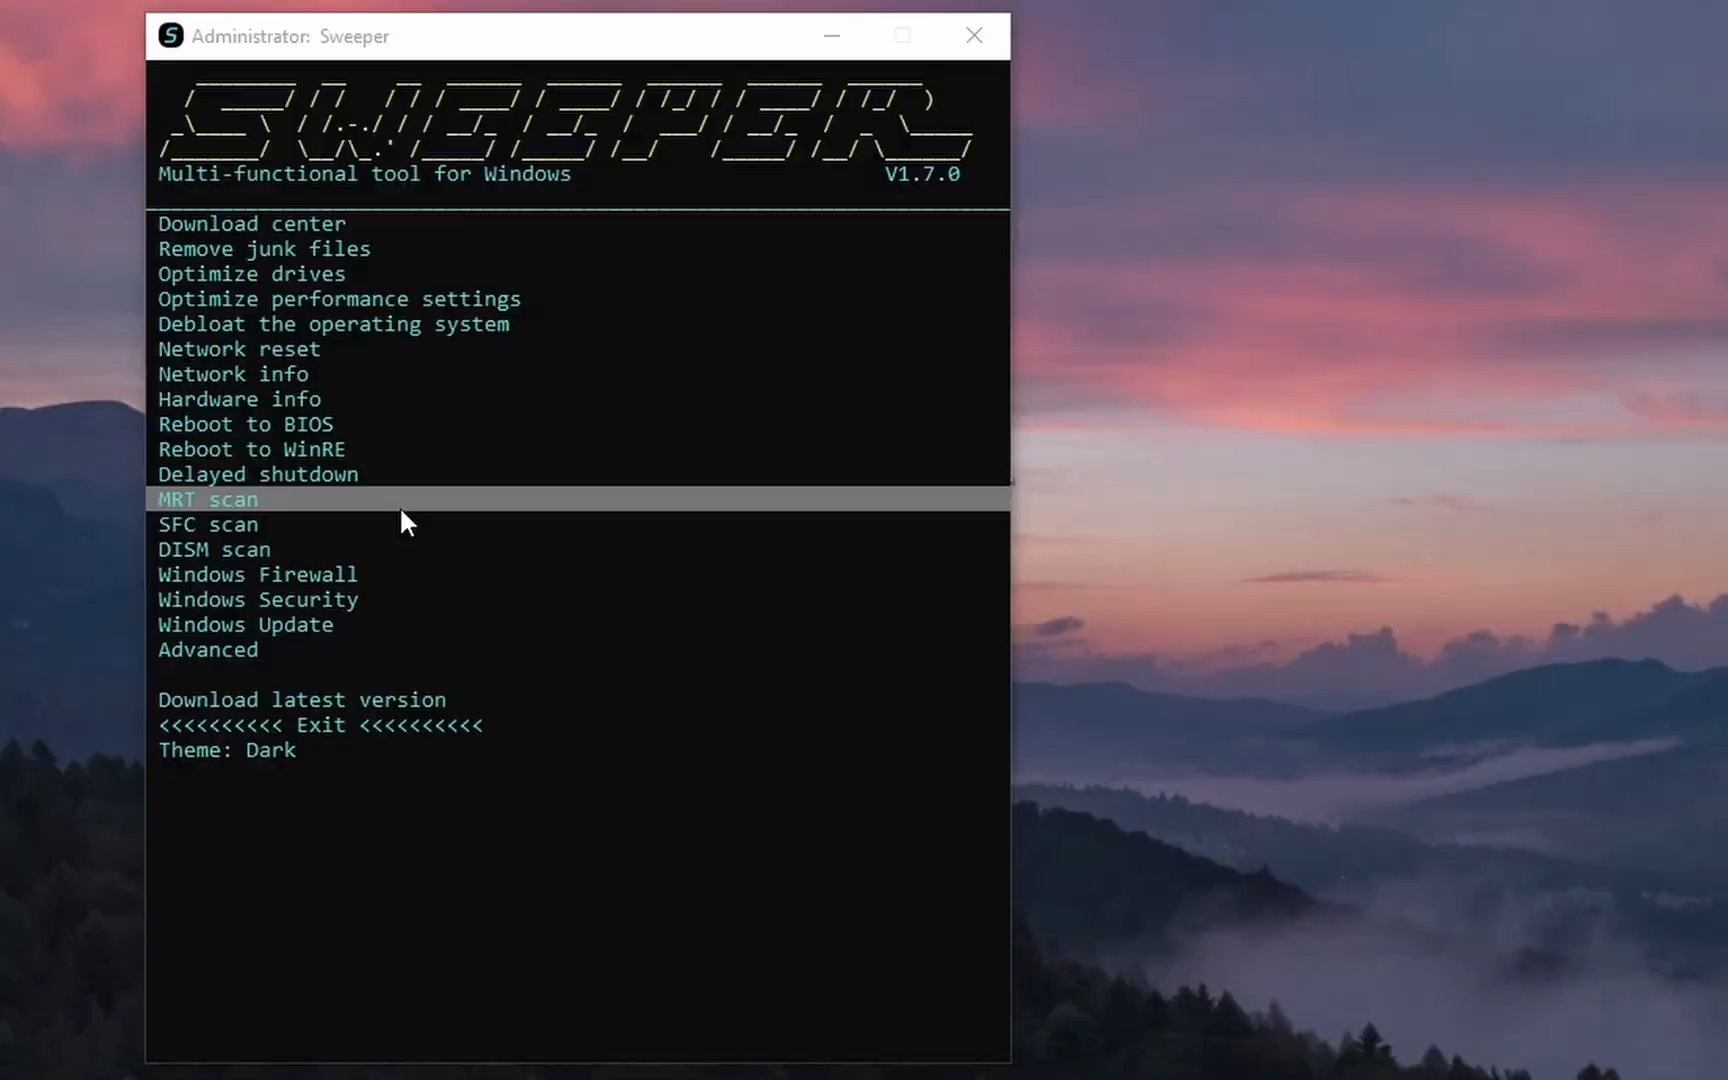 Administrator: Sweeper
SWEEPER
Multi-functional tool for Windows V1.7.0
Download center
Remove junk files
Optimize drives
Optimize performance settings
Debloat the operating system
Network reset
Network info
Hardware info
Reboot to BIOS
Reboot to WinRE
Delayed shutdown
MRT scan
SFC scan
DISM scan
Windows Firewall
Windows Security
Windows Update
Advanced
Download latest version
<<<<<<<<<< Exit <<<<<<<<<<
Theme: Dark